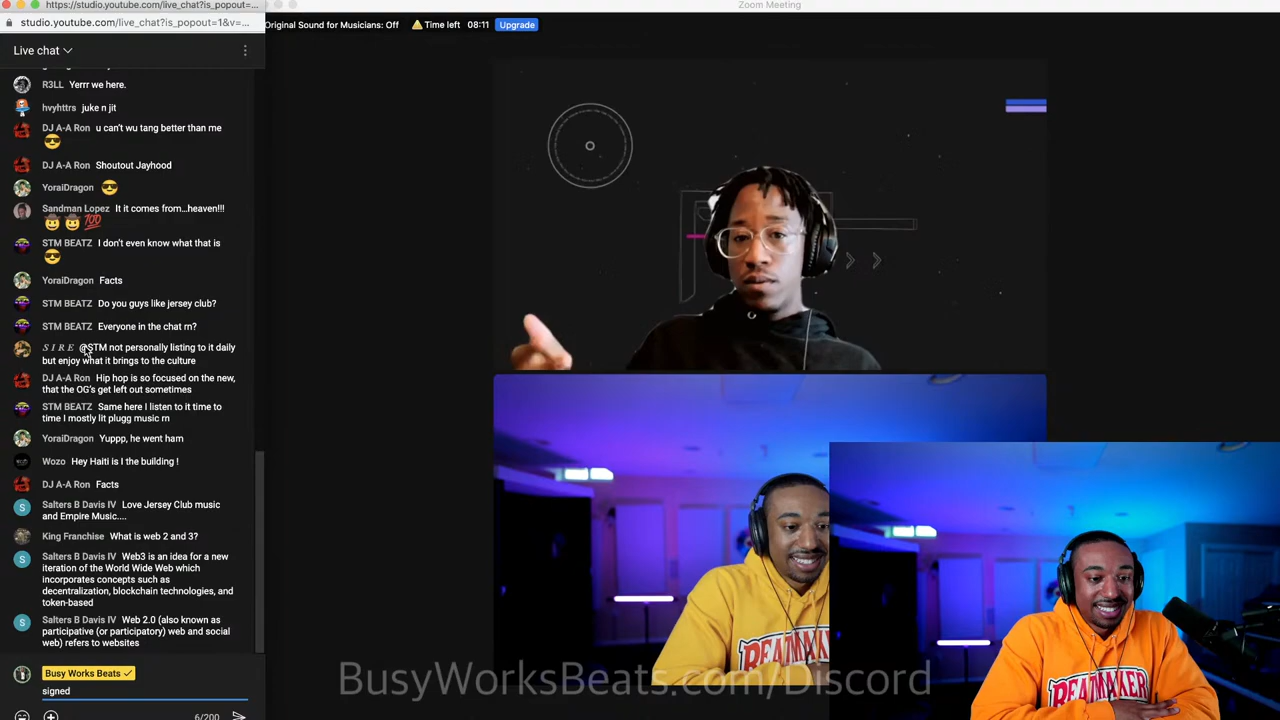 https://studio.youtube.com/live_chat?is_popout=...
Zoom Meeting
studio.youtube.com/live_chat?is_popout=1&v=...
Original Sound for Musicians: Off
Time left 08:11
Upgrade
Live chat
R3LL Yerrr we here.
hvyhttrs juke n jit
DJ A-A Ron u can't wu tang better than me
😎
DJ A-A Ron Shoutout Jayhood
YoraiDragon 😎
Sandman Lopez It it comes from...heaven!!!
🤠 🤠 💯
STM BEATZ I don't even know what that is
😎
YoraiDragon Facts
STM BEATZ Do you guys like jersey club?
STM BEATZ Everyone in the chat rn?
S I R E @STM not personally listing to it daily
but enjoy what it brings to the culture
DJ A-A Ron Hip hop is so focused on the new,
that the OG's get left out sometimes
STM BEATZ Same here I listen to it time to
time I mostly lit plugg music rn
YoraiDragon Yuppp, he went ham
Wozo Hey Haiti is I the building !
DJ A-A Ron Facts
S Salters B Davis IV Love Jersey Club music
and Empire Music....
King Franchise What is web 2 and 3?
S Salters B Davis IV Web3 is an idea for a new
iteration of the World Wide Web which
incorporates concepts such as
decentralization, blockchain technologies, and
token-based
S Salters B Davis IV Web 2.0 (also known as
participative (or participatory) web and social
web) refers to websites
Busy Works Beats
signed
6/200
BusyWorksBeats.com/Discord
BEATMAKER
BEATMAKER